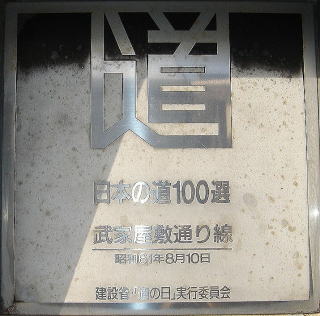 道
日本の道100選
武家屋敷通り線
昭和61年8月10日
建設省「道の日」実行委員会